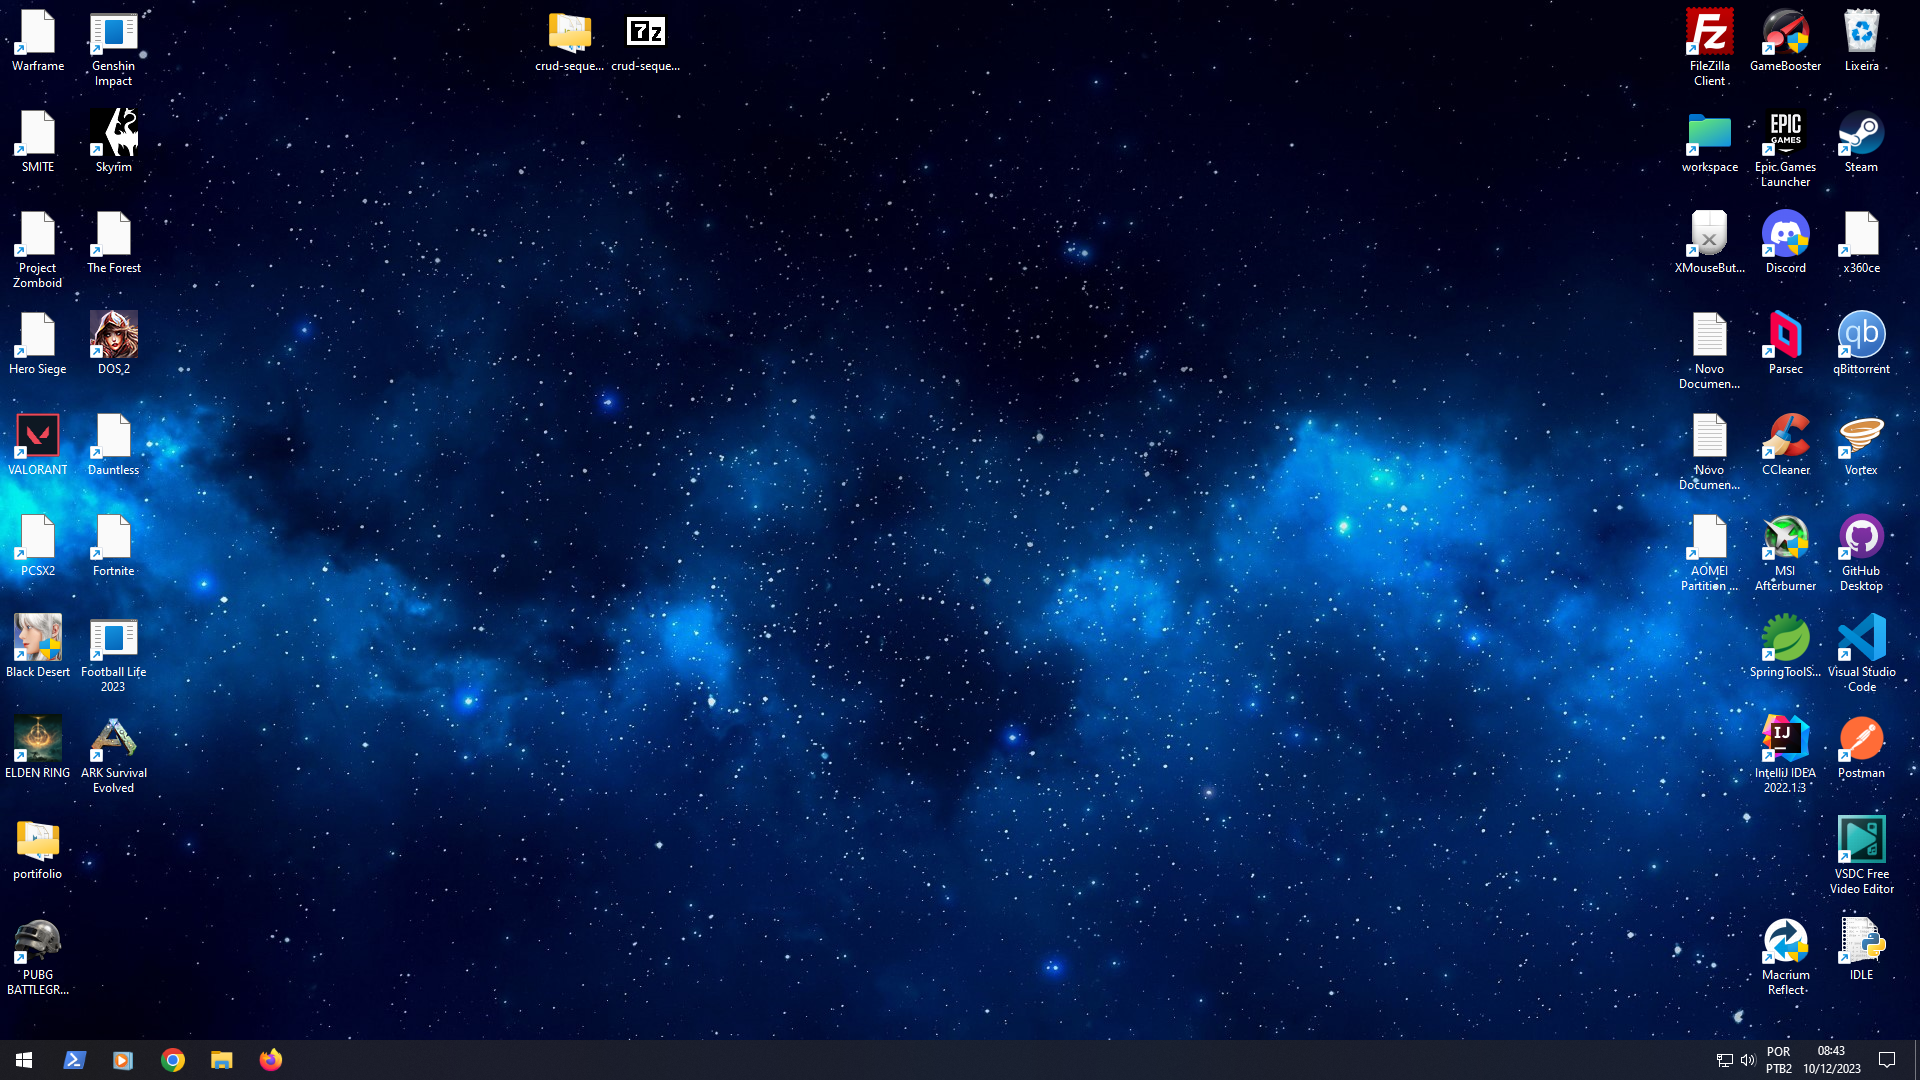 Warframe
Genshin
Impact
crud-seque...
7z
crud-seque...
Fz
FileZilla
Client
GameBooster
Lixeira
SMITE
Skyrim
workspace
EPIC
GAMES
Epic Games
Launcher
Steam
Project
Zomboid
The Forest
X
XMouseBut...
Discord
x360ce
Hero Siege
DOS 2
Novo
Documen...
Parsec
qb
qBittorrent
VALORANT
Dauntless
Novo
Documen...
CCleaner
Vortex
PCSX2
Fortnite
AOMEI
Partition ...
MSI
Afterburner
GitHub
Desktop
Black Desert
Football Life
2023
SpringToolS...
Visual Studio
Code
ELDEN RING
ARK Survival
Evolved
IJ
IntelliJ IDEA
2022.1.3
Postman
portifolio
VSDC Free
Video Editor
PUBG
BATTLEGR...
Macrium
Reflect
IDLE
POR
PTB2
08:43
10/12/2023